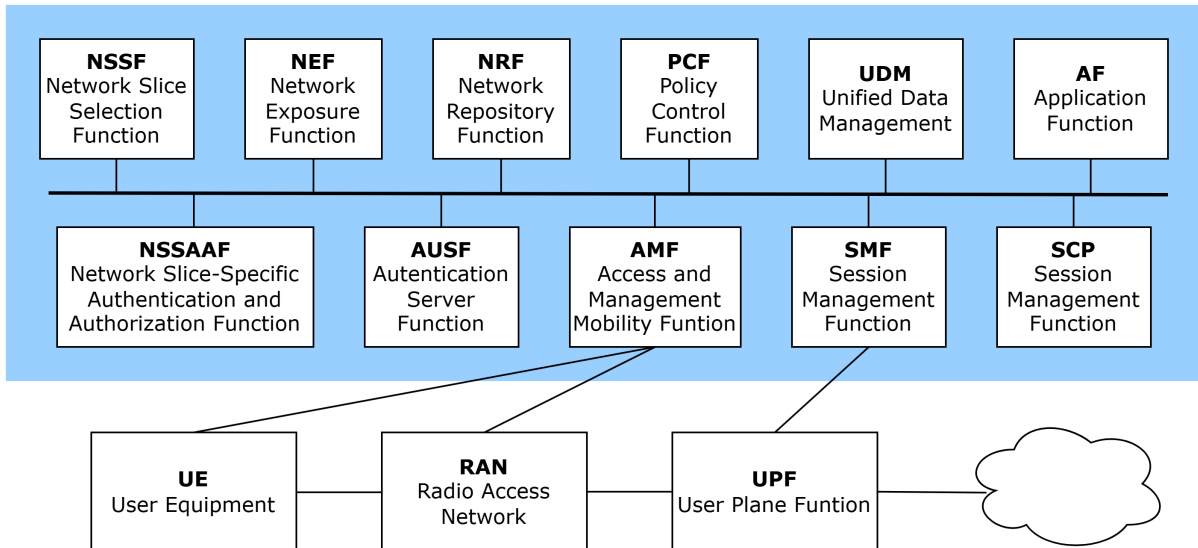 NSSF
Network Slice
Selection
Function
NEF
Network
Exposure
Function
NRF
Network
Repository
Function
PCF
Policy
Control
Function
UDM
Unified Data
Management
AF
Application
Function
NSSAAF
Network Slice-Specific
Authentication and
Authorization Function
AUSF
Autentication
Server
Function
AMF
Access and
Management
Mobility Funtion
SMF
Session
Management
Function
SCP
Session
Management
Function
UE
User Equipment
RAN
Radio Access
Network
UPF
User Plane Funtion